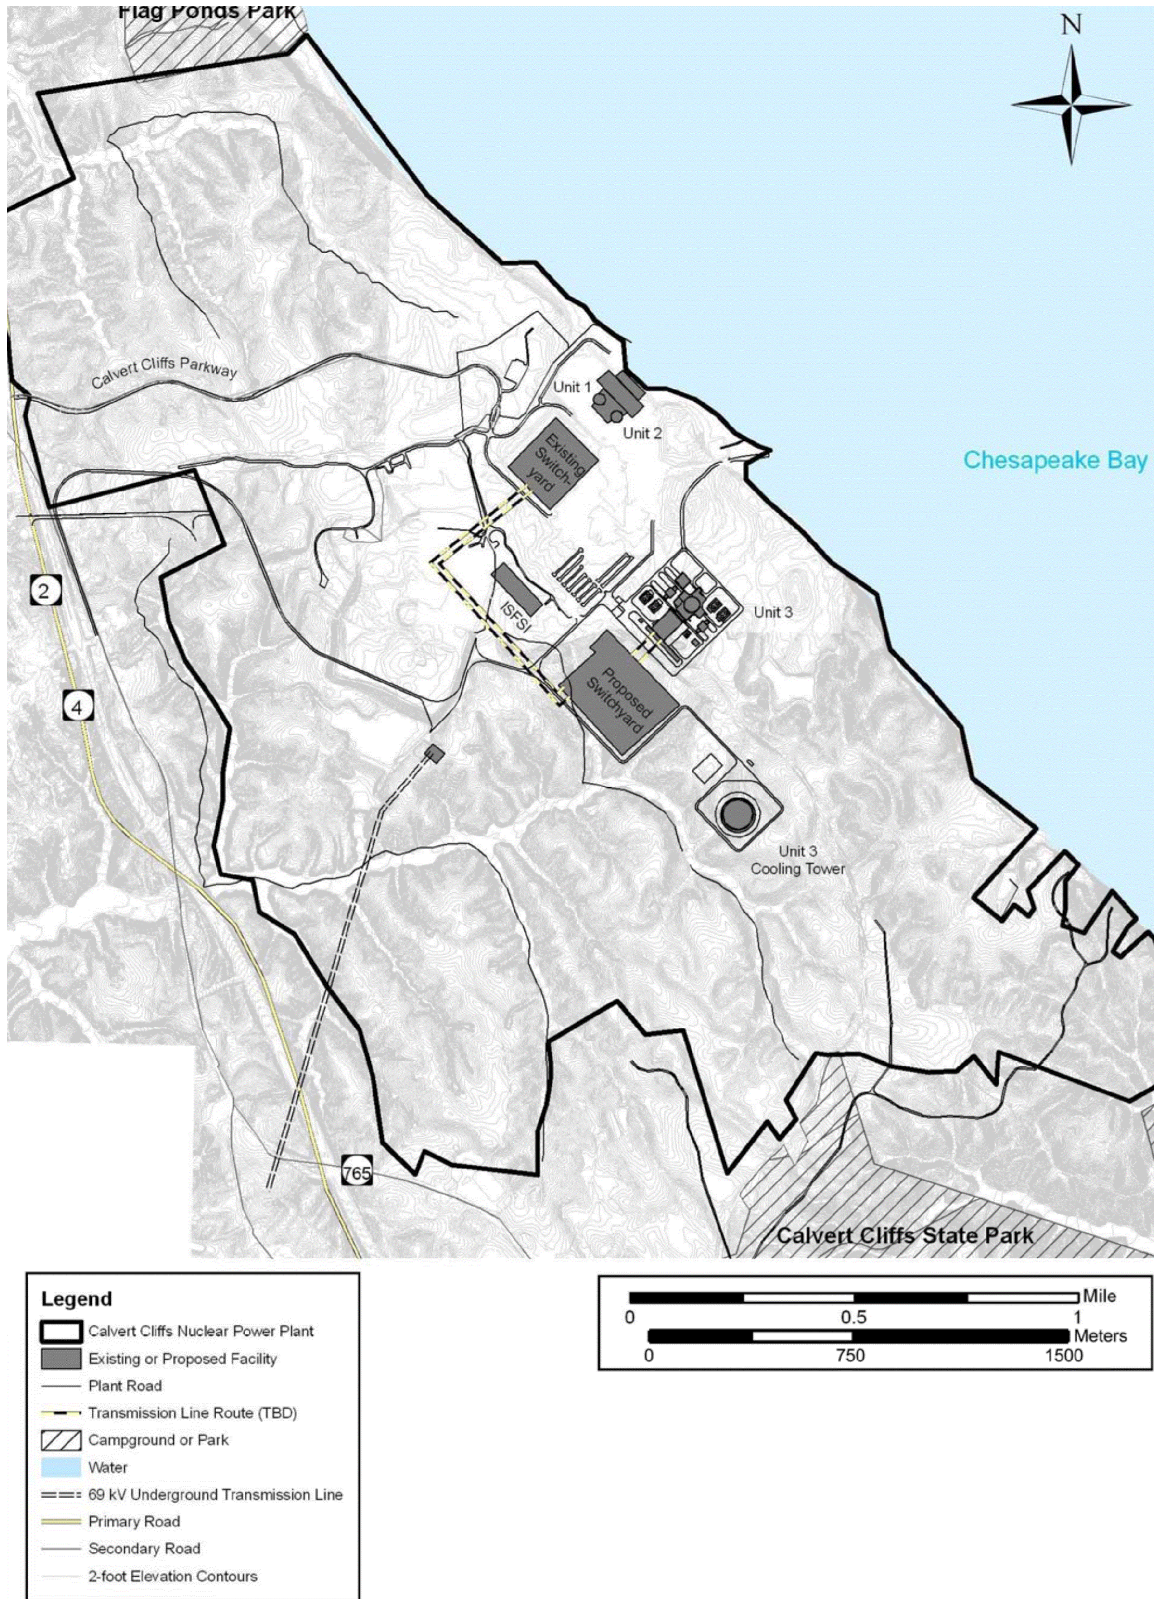 Flag Ponds Park
N
Calvert Cliffs Parkway
Unit 1
Unit 2
Existing
Switch-
yard
Chesapeake Bay
2
ISFSI
Unit 3
4
Proposed
Switchyard
Unit 3
Cooling Tower
765
Calvert Cliffs State Park
Legend
Calvert Cliffs Nuclear Power Plant
Existing or Proposed Facility
Plant Road
Transmission Line Route (TBD)
Campground or Park
Water
69 kV Underground Transmission Line
Primary Road
Secondary Road
2-foot Elevation Contours
Mile
0 0.5 1
Meters
0 750 1500